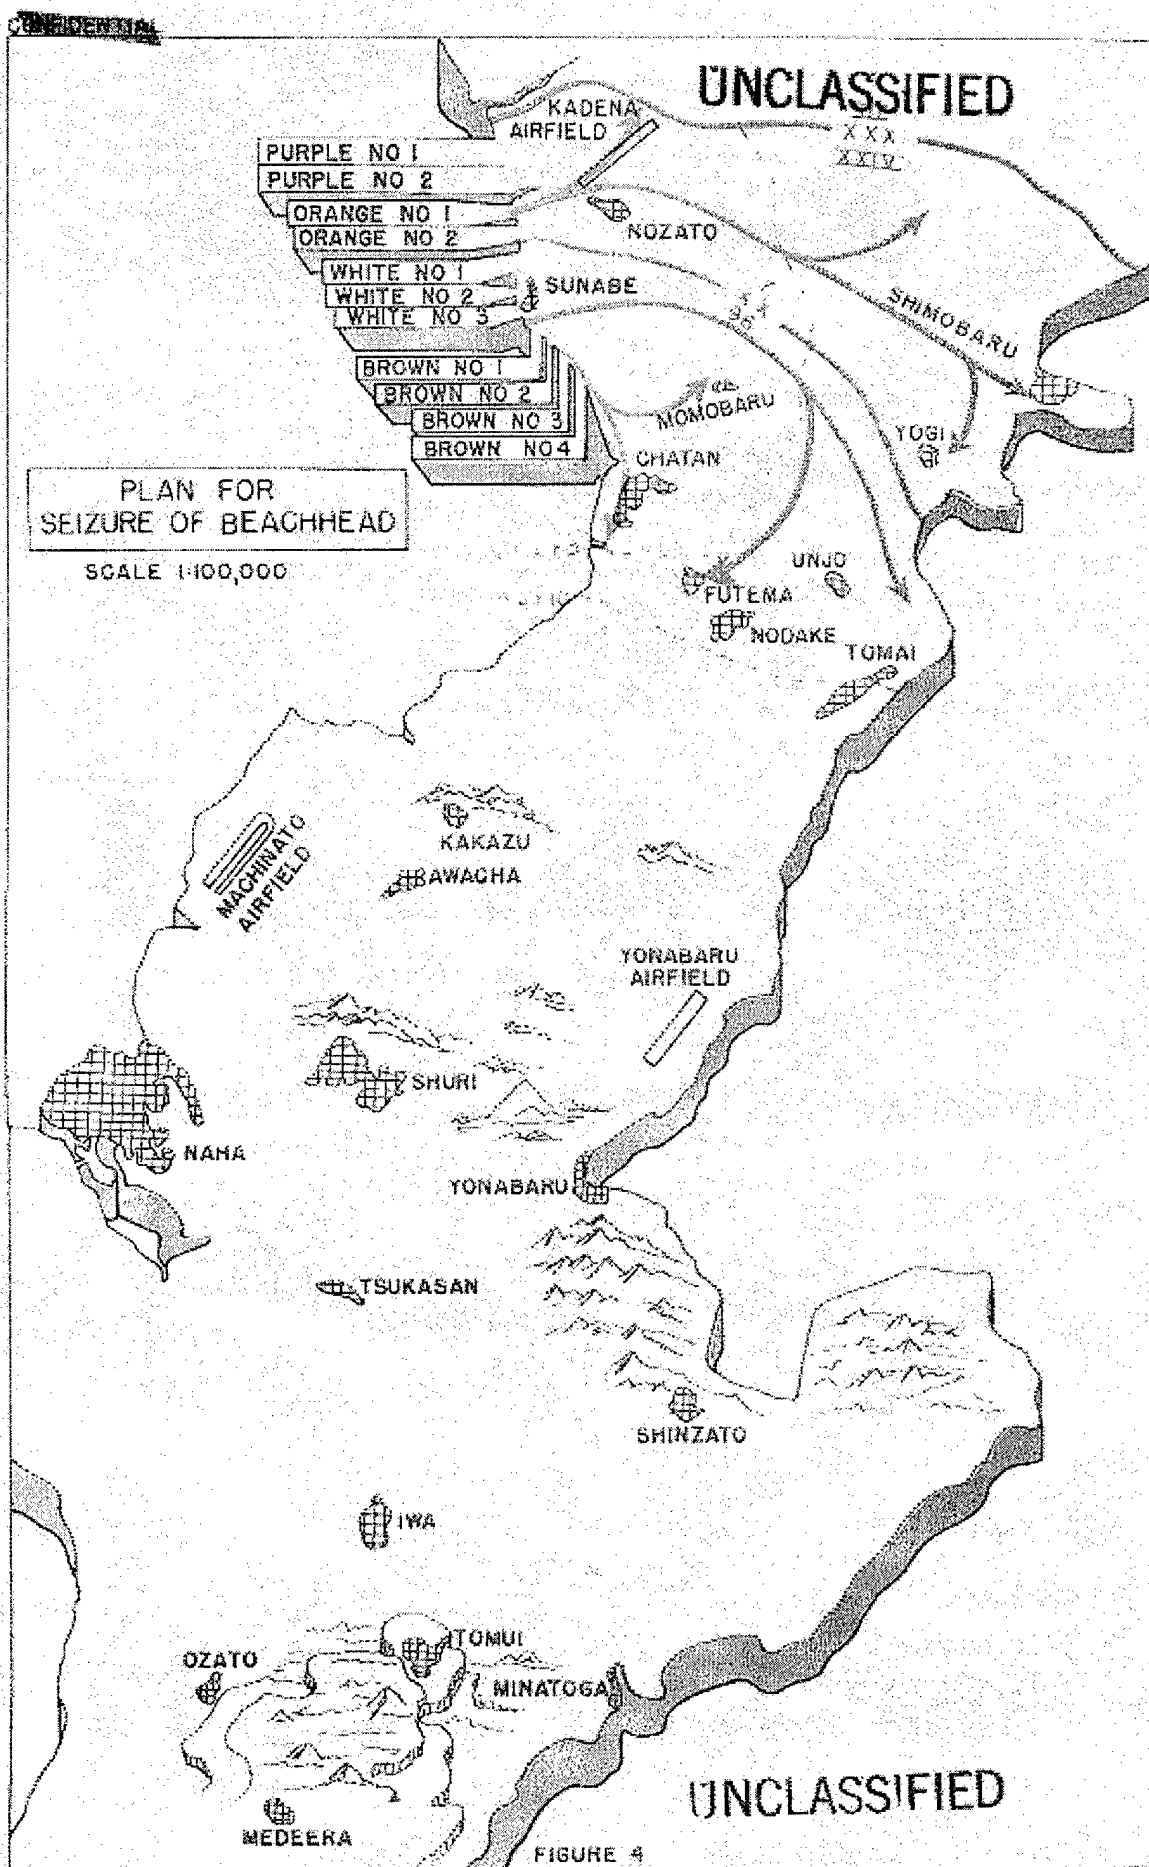 CONFIDENTIAL
UNCLASSIFIED
KADENA
AIRFIELD
XXX
XXIV
PURPLE NO 1
PURPLE NO 2
ORANGE NO 1
ORANGE NO 2
NOZATO
WHITE NO 1
WHITE NO 2
WHITE NO 3
SUNABE
X X
96
SHIMOBARU
BROWN NO 1
BROWN NO 2
BROWN NO 3
BROWN NO 4
MOMOBARU
YOGI
CHATAN
PLAN FOR
SEIZURE OF BEACHHEAD
SCALE 1:100,000
UNJO
FUTEMA
NODAKE
TOMAI
KAKAZU
AWACHA
MACHINATO
AIRFIELD
YONABARU
AIRFIELD
SHURI
NAHA
YONABARU
TSUKASAN
SHINZATO
IWA
ITOMUI
OZATO
MINATOGA
MEDEERA
UNCLASSIFIED
FIGURE 4